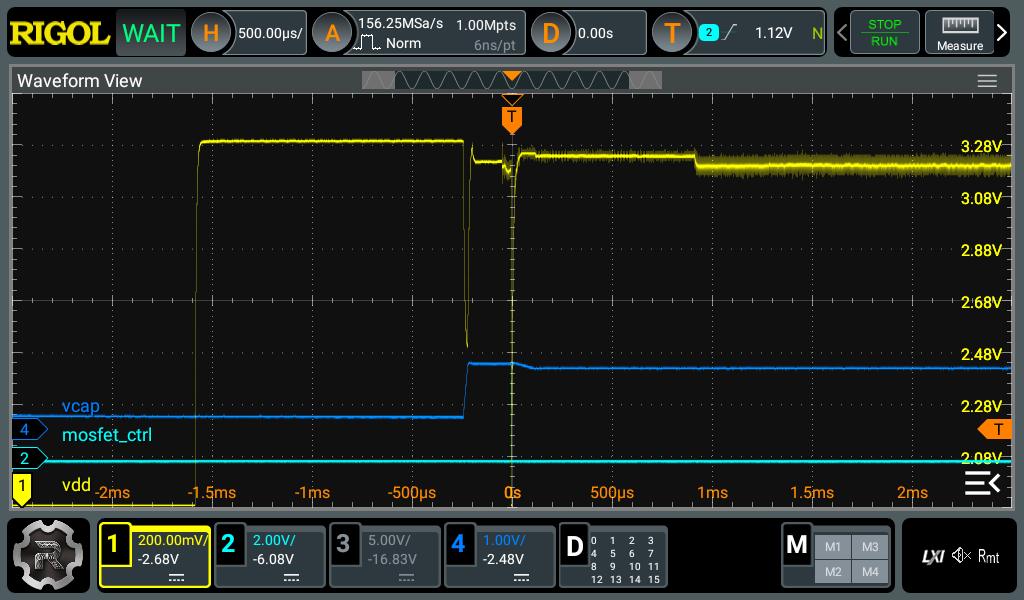 RIGOL WAIT H 500.00µs/ A 156.25MSa/s 1.00Mpts D 0.00s T 2 1.12V N STOP
Norm 6ns/pt RUN Measure
Waveform View
T
3.28V
3.08V
2.88V
2.68V
2.48V
2.28V
vcap
4 T
mosfet_ctrl
2 2.08V
1 vdd -2ms -1.5ms -1ms -500µs 0s 500µs 1ms 1.5ms 2ms
1 200.00mV/ 2 2.00V/ 3 5.00V/ 4 1.00V/ D 0 1 2 3 M M1 M3
-2.68V -6.08V -16.83V -2.48V 4 5 6 7
8 9 10 11 M2 M4
12 13 14 15
R
LXI Rmt